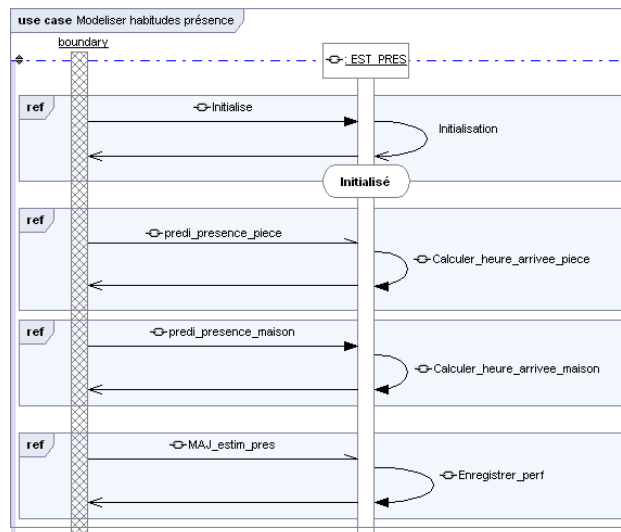 use case Modeliser habitudes présence
boundary
: EST_PRES
ref
Initialise
Initialisation
Initialisé
ref
predi_presence_piece
Calculer_heure_arrivee_piece
ref
predi_presence_maison
Calculer_heure_arrivee_maison
ref
MAJ_estim_pres
Enregistrer_perf